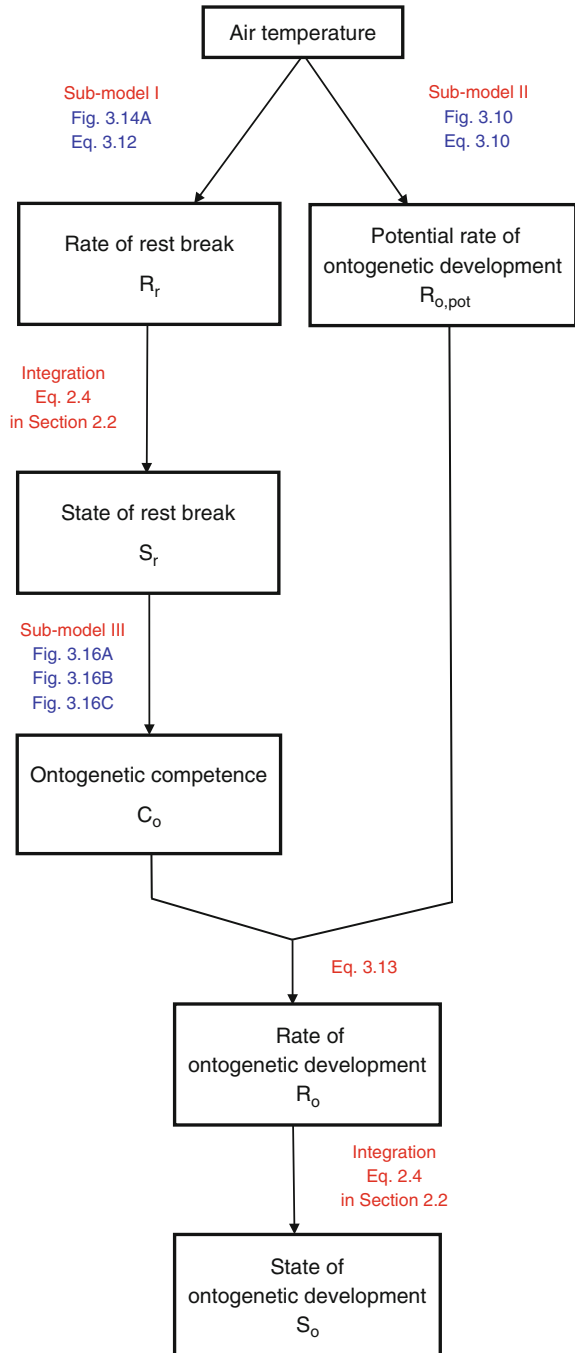 Air temperature
Sub-model I
Fig. 3.14A
Eq. 3.12
Sub-model II
Fig. 3.10
Eq. 3.10
Rate of rest break
Rr
Potential rate of
ontogenetic development
Ro,pot
Integration
Eq. 2.4
in Section 2.2
State of rest break
Sr
Sub-model III
Fig. 3.16A
Fig. 3.16B
Fig. 3.16C
Ontogenetic competence
Co
Eq. 3.13
Rate of
ontogenetic development
Ro
Integration
Eq. 2.4
in Section 2.2
State of
ontogenetic development
So